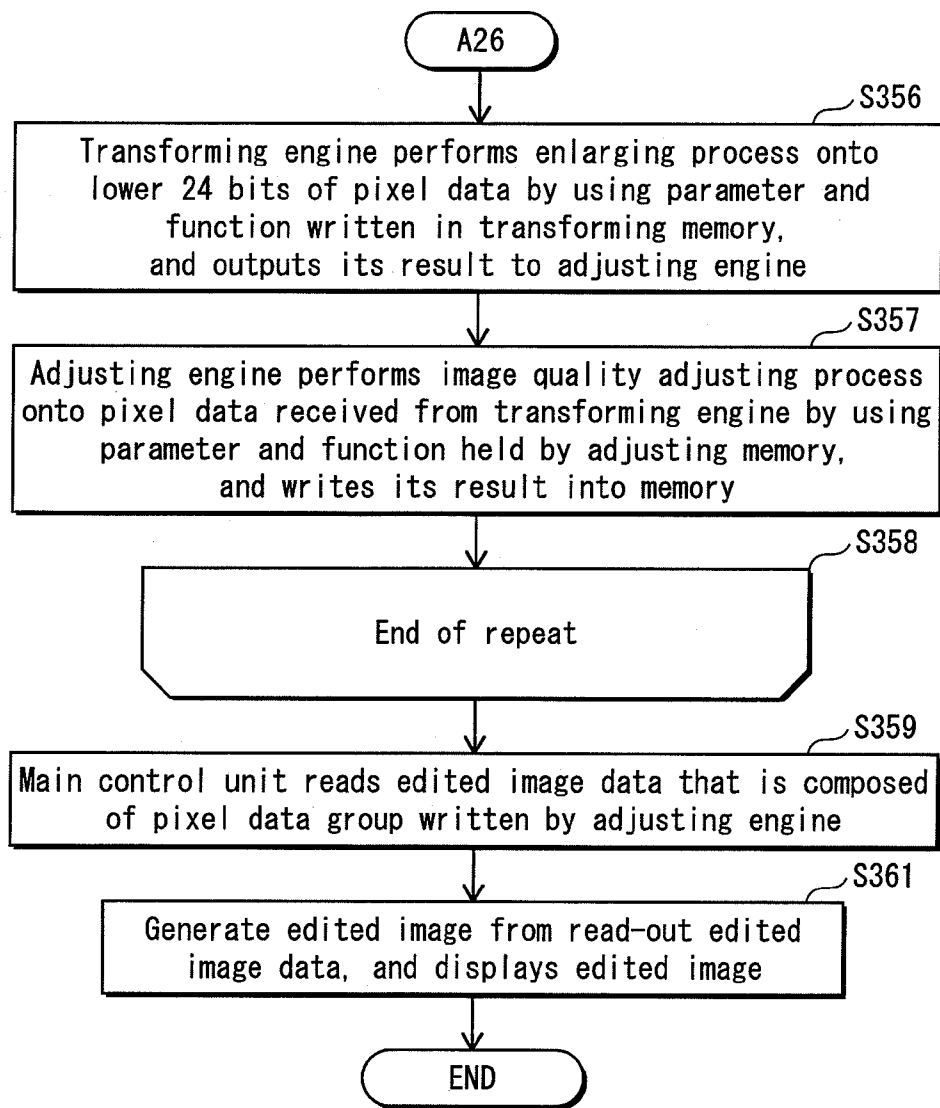 A26
S356
Transforming engine performs enlarging process onto
lower 24 bits of pixel data by using parameter and
function written in transforming memory,
and outputs its result to adjusting engine
S357
Adjusting engine performs image quality adjusting process
onto pixel data received from transforming engine by using
parameter and function held by adjusting memory,
and writes its result into memory
S358
End of repeat
S359
Main control unit reads edited image data that is composed
of pixel data group written by adjusting engine
S361
Generate edited image from read-out edited
image data, and displays edited image
END